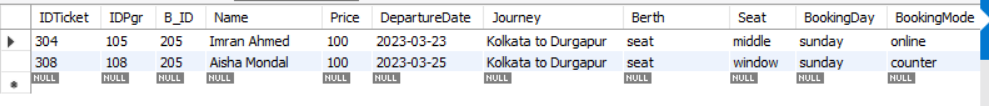 IDTicket IDPgr B_ID Name Price DepartureDate Journey Berth Seat BookingDay BookingMode
304 105 205 Imran Ahmed 100 2023-03-23 Kolkata to Durgapur seat middle sunday online
308 108 205 Aisha Mondal 100 2023-03-25 Kolkata to Durgapur seat window sunday counter
NULL NULL NULL NULL NULL NULL NULL NULL NULL NULL NULL